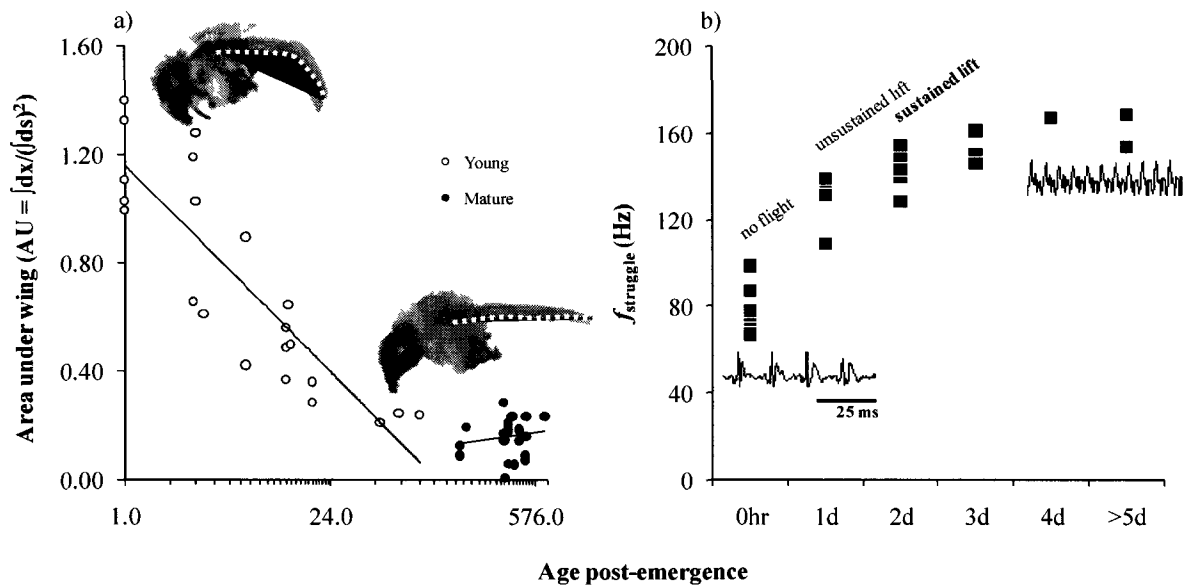 a)
Area under wing (AU = ∫dx/(∫ds)²)
1.60
1.20
0.80
0.40
0.00
1.0
24.0
576.0
Young
Mature
b)
f struggle (Hz)
200
160
120
80
40
0
no flight
unsustained lift
sustained lift
25 ms
0hr
1d
2d
3d
4d
>5d
Age post-emergence